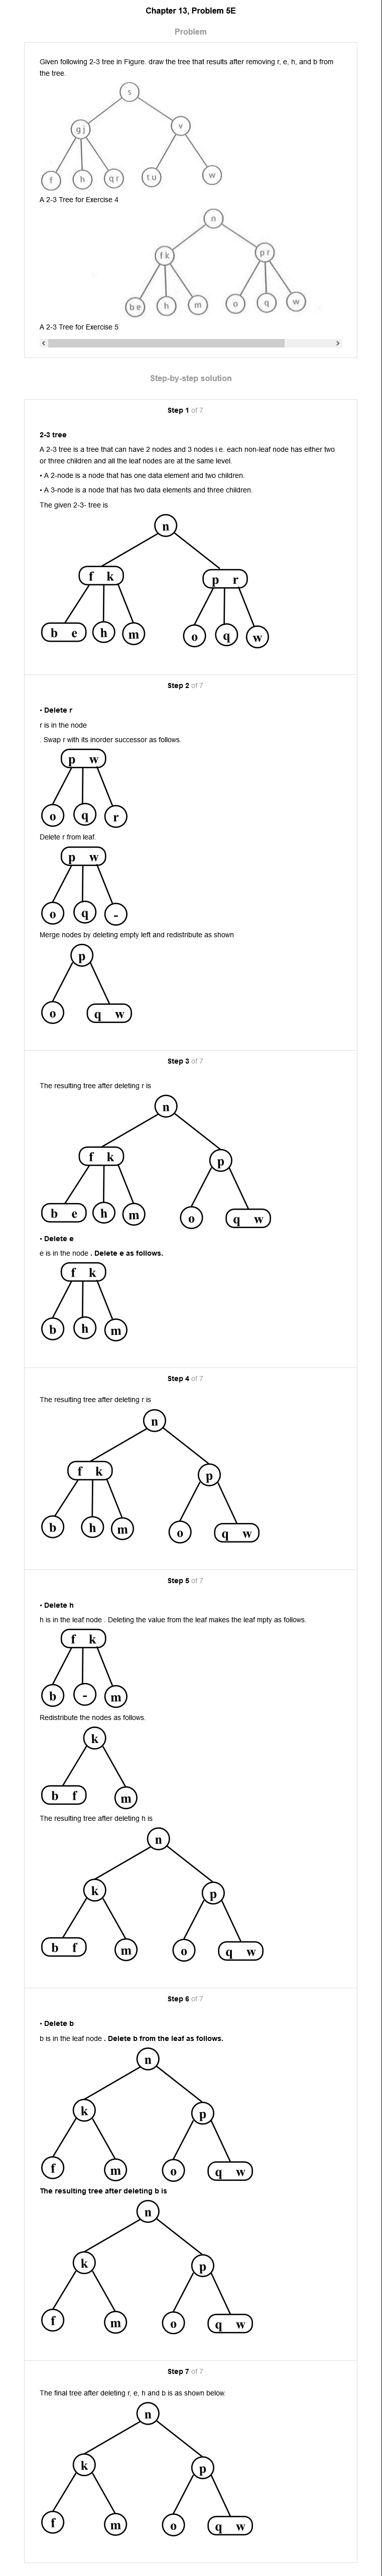 Chapter 13, Problem 5E
Problem
Given following 2-3 tree in Figure. draw the tree that results after removing r, e, h, and b from
the tree.
s
g j
v
f
h
q r
t u
w
A 2-3 Tree for Exercise 4
n
f k
p r
b e
h
m
o
q
w
A 2-3 Tree for Exercise 5
Step-by-step solution
Step 1 of 7
2-3 tree
A 2-3 tree is a tree that can have 2 nodes and 3 nodes i.e. each non-leaf node has either two
or three children and all the leaf nodes are at the same level.
• A 2-node is a node that has one data element and two children.
• A 3-node is a node that has two data elements and three children.
The given 2-3- tree is
n
f k
p r
b e
h
m
o
q
w
Step 2 of 7
• Delete r
r is in the node
. Swap r with its inorder successor as follows.
p w
o
q
r
Delete r from leaf.
p w
o
q
-
Merge nodes by deleting empty left and redistribute as shown
p
o
q w
Step 3 of 7
The resulting tree after deleting r is
n
f k
p
b e
h
m
o
q w
• Delete e
e is in the node . Delete e as follows.
f k
b
h
m
Step 4 of 7
The resulting tree after deleting r is
n
f k
p
b
h
m
o
q w
Step 5 of 7
• Delete h
h is in the leaf node . Deleting the value from the leaf makes the leaf mpty as follows.
f k
b
-
m
Redistribute the nodes as follows.
k
b f
m
The resulting tree after deleting h is
n
k
p
b f
m
o
q w
Step 6 of 7
• Delete b
b is in the leaf node . Delete b from the leaf as follows.
n
k
p
f
m
o
q w
The resulting tree after deleting b is
n
k
p
f
m
o
q w
Step 7 of 7
The final tree after deleting r, e, h and b is as shown below.
n
k
p
f
m
o
q w